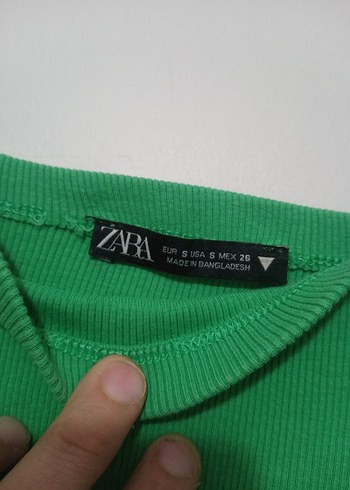 ZARA
EUR S USA S MEX 26
MADE IN BANGLADESH